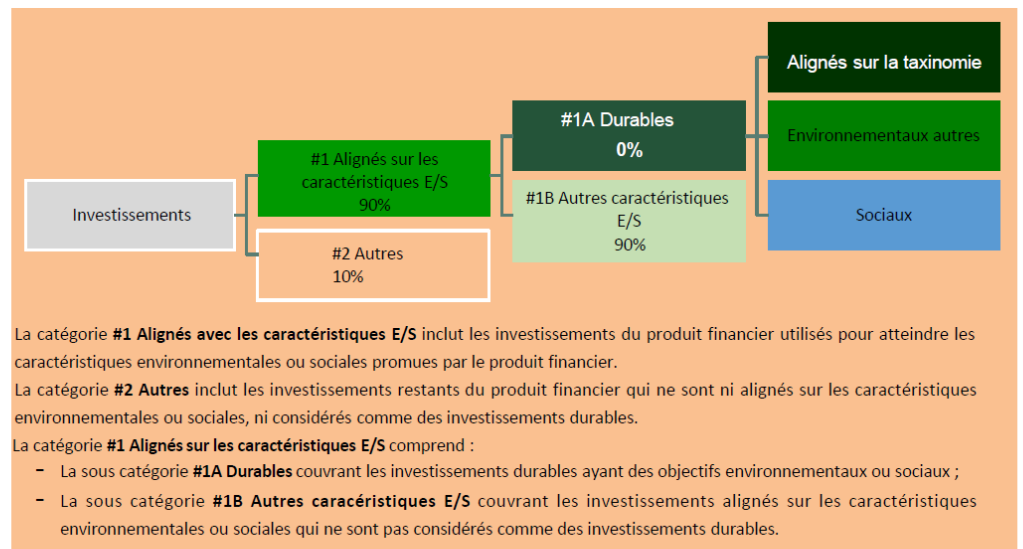 Alignés sur la taxinomie
#1A Durables
0%
Environnementaux autres
#1 Alignés sur les
caractéristiques E/S
90%
Investissements
#1B Autres caractéristiques
E/S
90%
Sociaux
#2 Autres
10%
La catégorie #1 Alignés avec les caractéristiques E/S inclut les investissements du produit financier utilisés pour atteindre les
caractéristiques environnementales ou sociales promues par le produit financier.
La catégorie #2 Autres inclut les investissements restants du produit financier qui ne sont ni alignés sur les caractéristiques
environnementales ou sociales, ni considérés comme des investissements durables.
La catégorie #1 Alignés sur les caractéristiques E/S comprend :
- La sous catégorie #1A Durables couvrant les investissements durables ayant des objectifs environnementaux ou sociaux ;
- La sous catégorie #1B Autres caracéristiques E/S couvrant les investissements alignés sur les caractéristiques
environnementales ou sociales qui ne sont pas considérés comme des investissements durables.